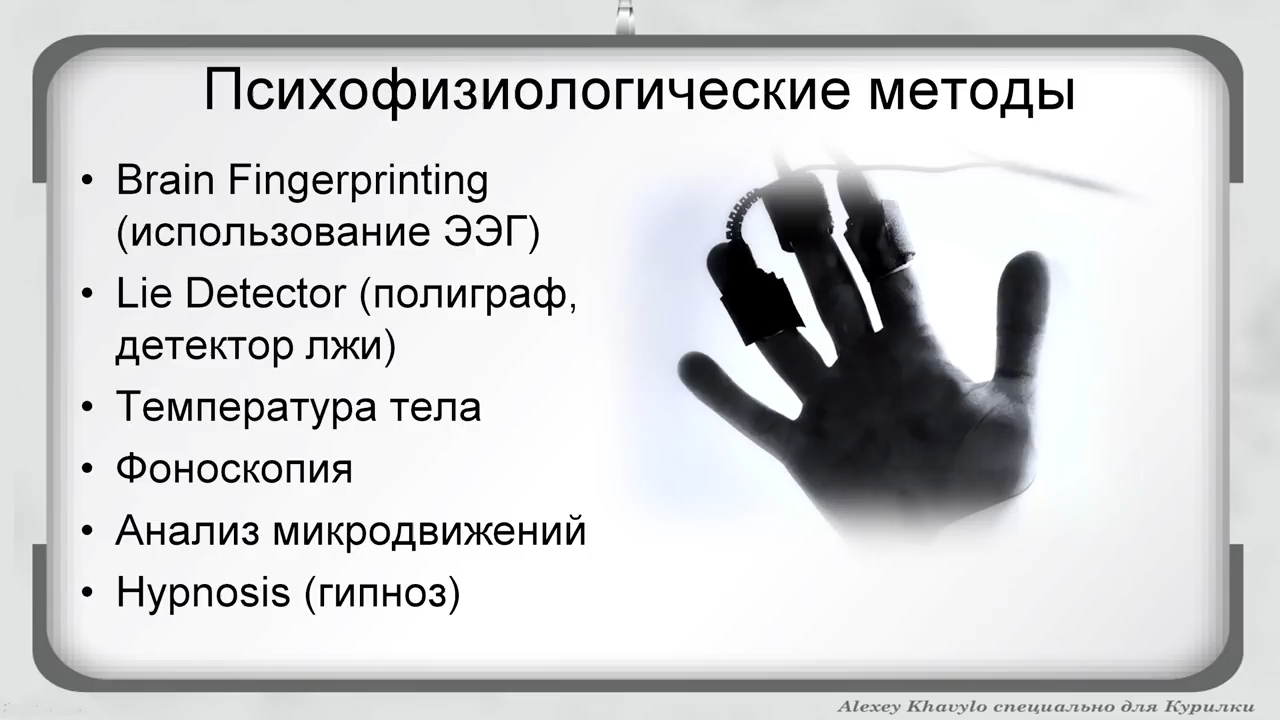 Психофизиологические методы
• Brain Fingerprinting
(использование ЭЭГ)
• Lie Detector (полиграф,
детектор лжи)
• Температура тела
• Фоноскопия
• Анализ микродвижений
• Hypnosis (гипноз)
Alexey Khavylo специально для Курилки